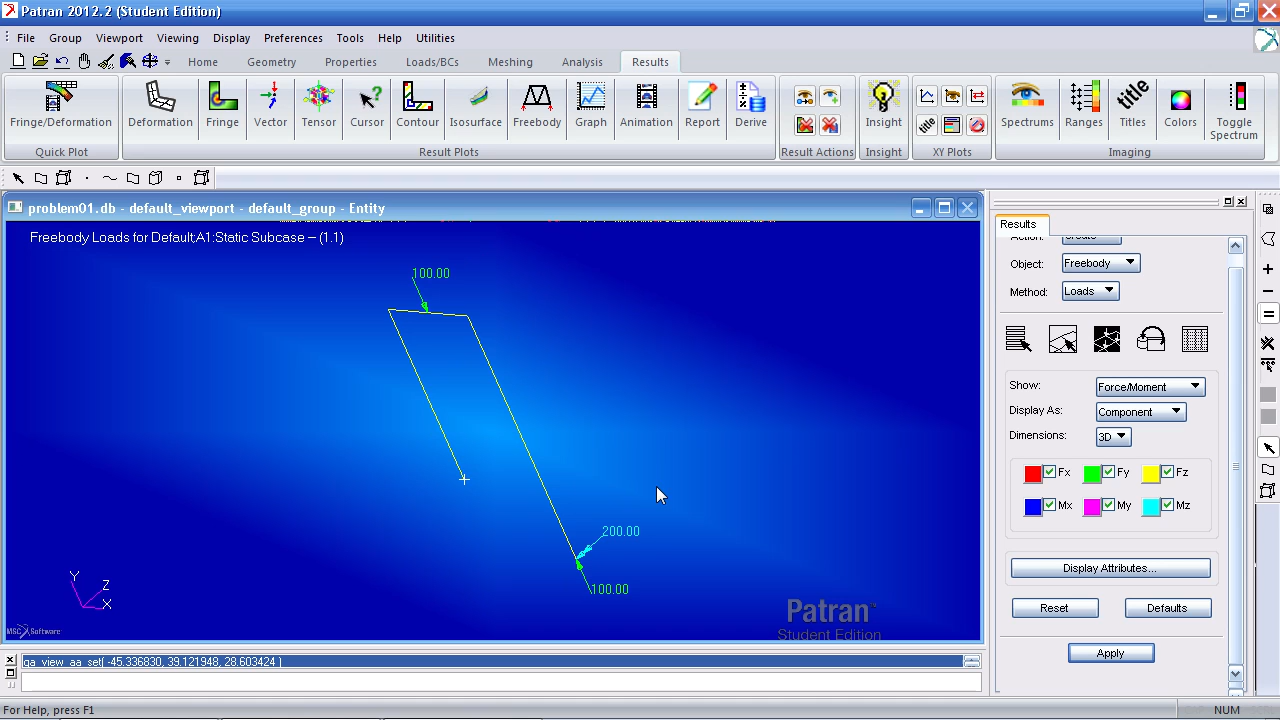 Patran 2012.2 (Student Edition)
File Group Viewport Viewing Display Preferences Tools Help Utilities
Home Geometry Properties Loads/BCs Meshing Analysis Results
Fringe/Deformation Deformation Fringe Vector Tensor Cursor Contour Isosurface Freebody Graph Animation Report Derive Insight Spectrums Ranges Titles Colors Toggle Spectrum
Quick Plot Result Plots Result Actions Insight XY Plots Imaging
problem01.db - default_viewport - default_group - Entity
Freebody Loads for Default;A1:Static Subcase -- (1.1)
100.00
200.00
100.00
Y
Z
X
MSC Software
Patran™
Student Edition
Results
Action: Create
Object: Freebody
Method: Loads
Show: Force/Moment
Display As: Component
Dimensions: 3D
Fx Fy Fz
Mx My Mz
Display Attributes...
Reset Defaults
Apply
ga_view_aa_set( -45.336830, 39.121948, 28.603424 )
For Help, press F1
NUM